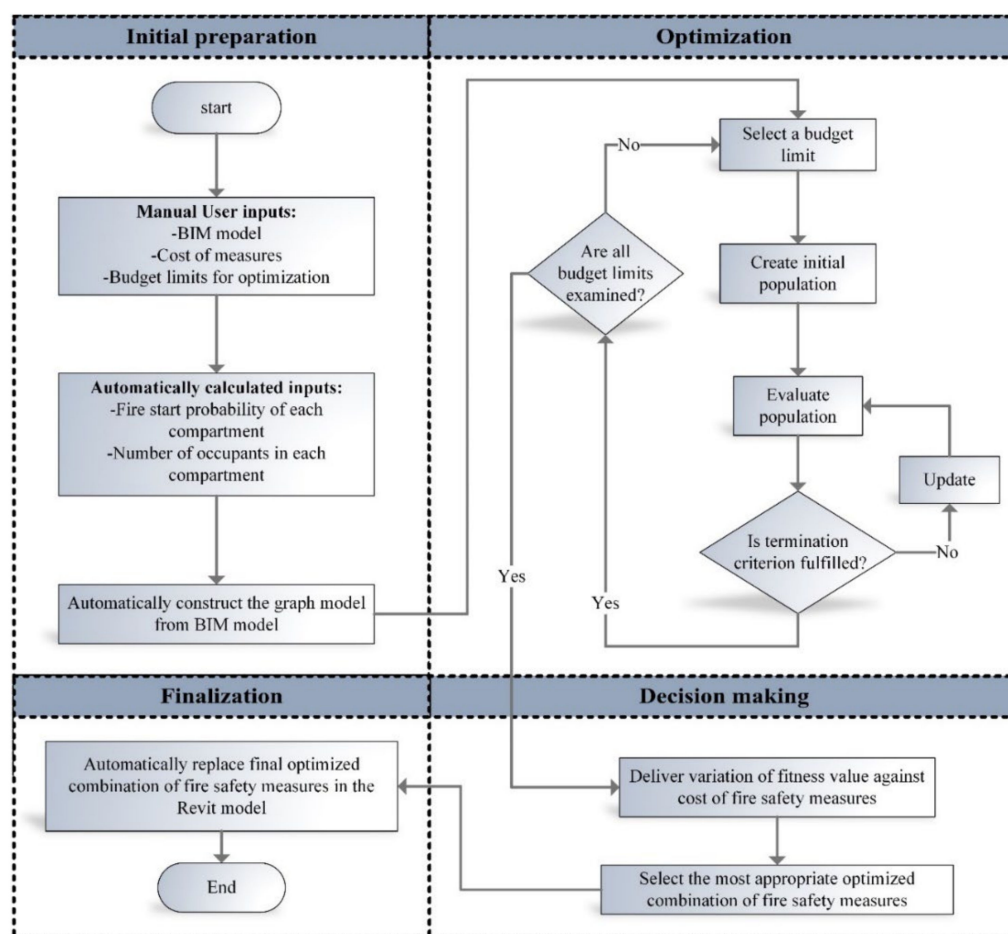 Initial preparation
start
Manual User inputs:
-BIM model
-Cost of measures
-Budget limits for optimization
Automatically calculated inputs:
-Fire start probability of each
compartment
-Number of occupants in each
compartment
Automatically construct the graph model
from BIM model
Optimization
Select a budget
limit
No
Are all
budget limits
examined?
Create initial
population
Evaluate
population
Update
Is termination
criterion fulfilled?
No
Yes
Yes
Decision making
Deliver variation of fitness value against
cost of fire safety measures
Select the most appropriate optimized
combination of fire safety measures
Finalization
Automatically replace final optimized
combination of fire safety measures in the
Revit model
End